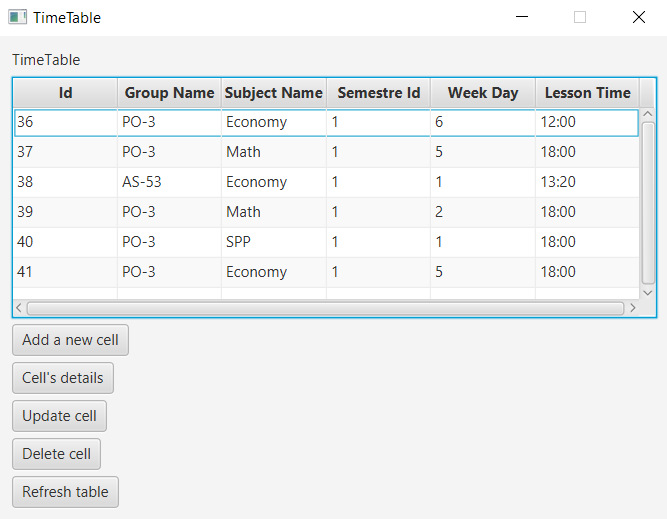 TimeTable
TimeTable
Id Group Name Subject Name Semestre Id Week Day Lesson Time
36 PO-3 Economy 1 6 12:00
37 PO-3 Math 1 5 18:00
38 AS-53 Economy 1 1 13:20
39 PO-3 Math 1 2 18:00
40 PO-3 SPP 1 1 18:00
41 PO-3 Economy 1 5 18:00
Add a new cell
Cell's details
Update cell
Delete cell
Refresh table